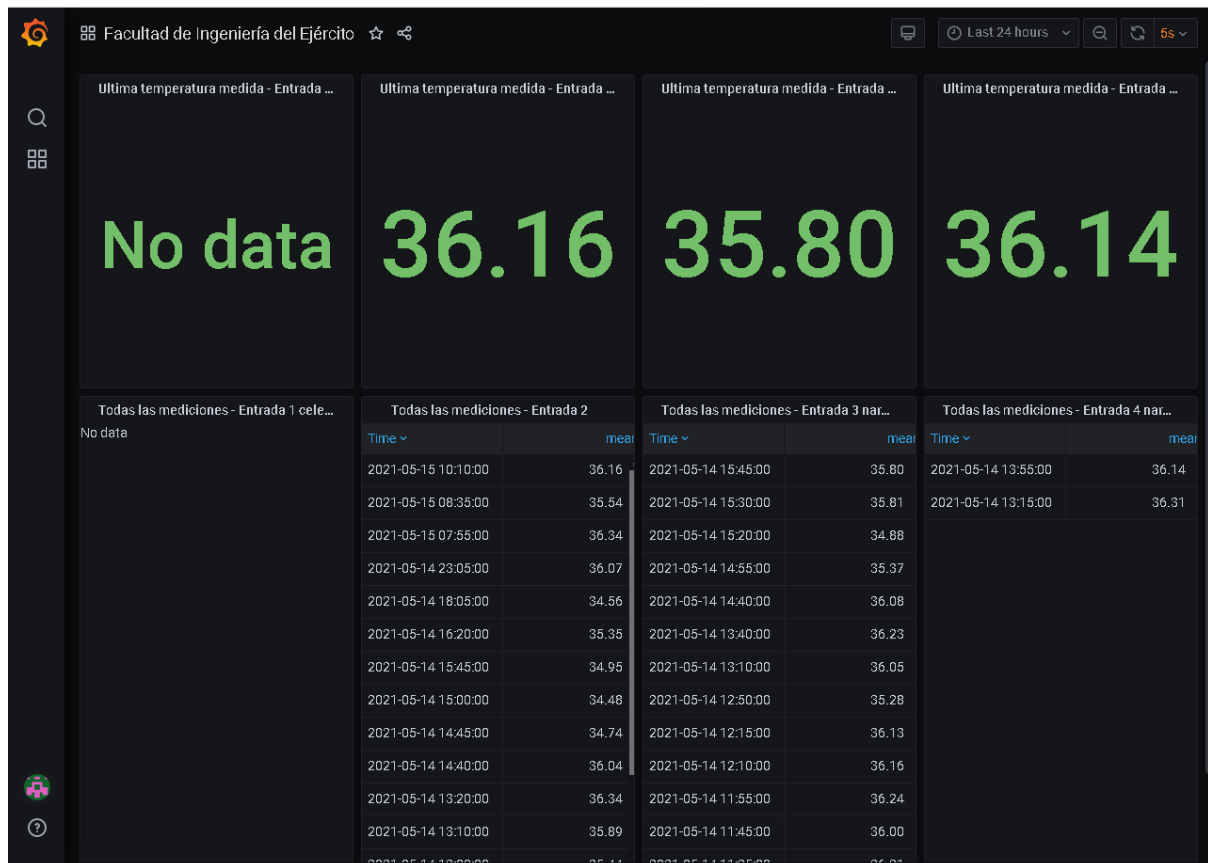 Facultad de Ingeniería del Ejército
Last 24 hours
5s
Ultima temperatura medida - Entrada ...
No data
Ultima temperatura medida - Entrada ...
36.16
Ultima temperatura medida - Entrada ...
35.80
Ultima temperatura medida - Entrada ...
36.14
Todas las mediciones - Entrada 1 cele...
No data
Todas las mediciones - Entrada 2
Time mear
2021-05-15 10:10:00 36.16
2021-05-15 08:35:00 35.54
2021-05-15 07:55:00 36.34
2021-05-14 23:05:00 36.07
2021-05-14 18:05:00 34.56
2021-05-14 16:20:00 35.35
2021-05-14 15:45:00 34.95
2021-05-14 15:00:00 34.48
2021-05-14 14:45:00 34.74
2021-05-14 14:40:00 36.04
2021-05-14 13:20:00 36.34
2021-05-14 13:10:00 35.89
Todas las mediciones - Entrada 3 nar...
Time mear
2021-05-14 15:45:00 35.80
2021-05-14 15:30:00 35.81
2021-05-14 15:20:00 34.88
2021-05-14 14:55:00 35.37
2021-05-14 14:40:00 36.08
2021-05-14 13:40:00 36.23
2021-05-14 13:10:00 36.05
2021-05-14 12:50:00 35.28
2021-05-14 12:15:00 36.13
2021-05-14 12:10:00 36.16
2021-05-14 11:55:00 36.24
2021-05-14 11:45:00 36.00
Todas las mediciones - Entrada 4 nar...
Time mear
2021-05-14 13:55:00 36.14
2021-05-14 13:15:00 36.31